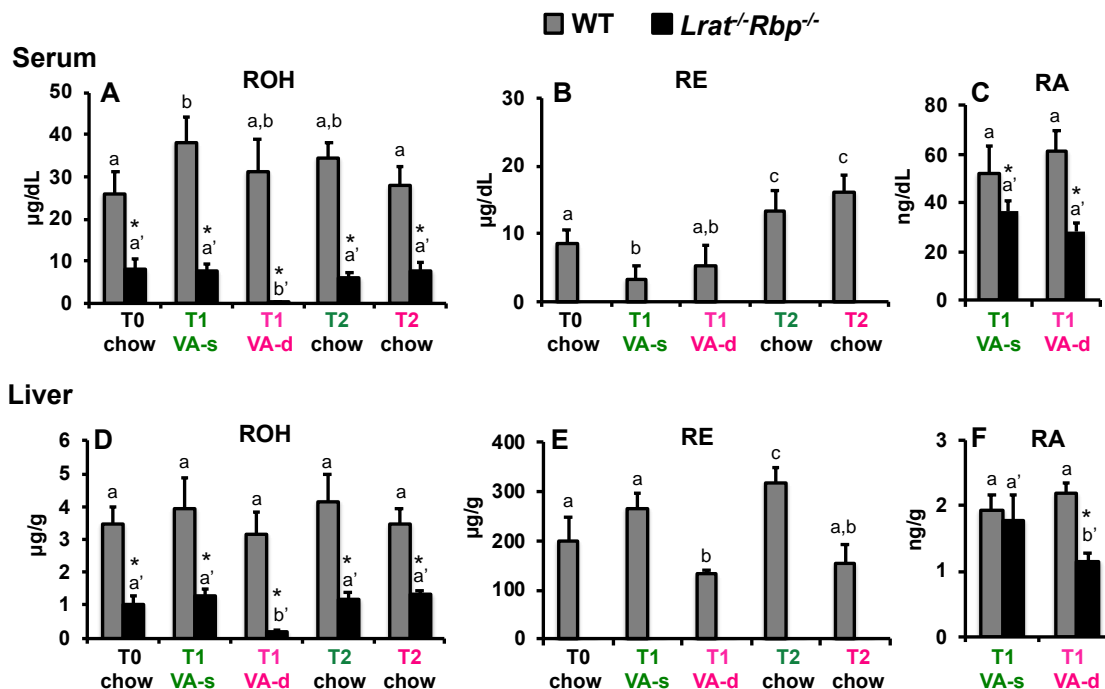 WT Lrat-/-Rbp-/-
Serum
A ROH
50
40
30
20
10
0
µg/dL
a
*
a’
b
*
a’
a,b
*
b’
a,b
*
a’
a
*
a’
T0 T1 T1 T2 T2
chow VA-s VA-d chow chow
B RE
30
20
10
0
µg/dL
a
b
a,b
c
c
T0 T1 T1 T2 T2
chow VA-s VA-d chow chow
C RA
100
80
60
40
20
0
ng/dL
a
*
a’
a
*
a’
T1 T1
VA-s VA-d
Liver
D ROH
6
5
4
3
2
1
0
µg/g
a
*
a’
a
*
a’
a
*
b’
a
*
a’
a
*
a’
T0 T1 T1 T2 T2
chow VA-s VA-d chow chow
E RE
400
300
200
100
0
µg/g
a
a
b
c
a,b
T0 T1 T1 T2 T2
chow VA-s VA-d chow chow
F RA
3
2
1
0
ng/g
a a’
a
*
b’
T1 T1
VA-s VA-d